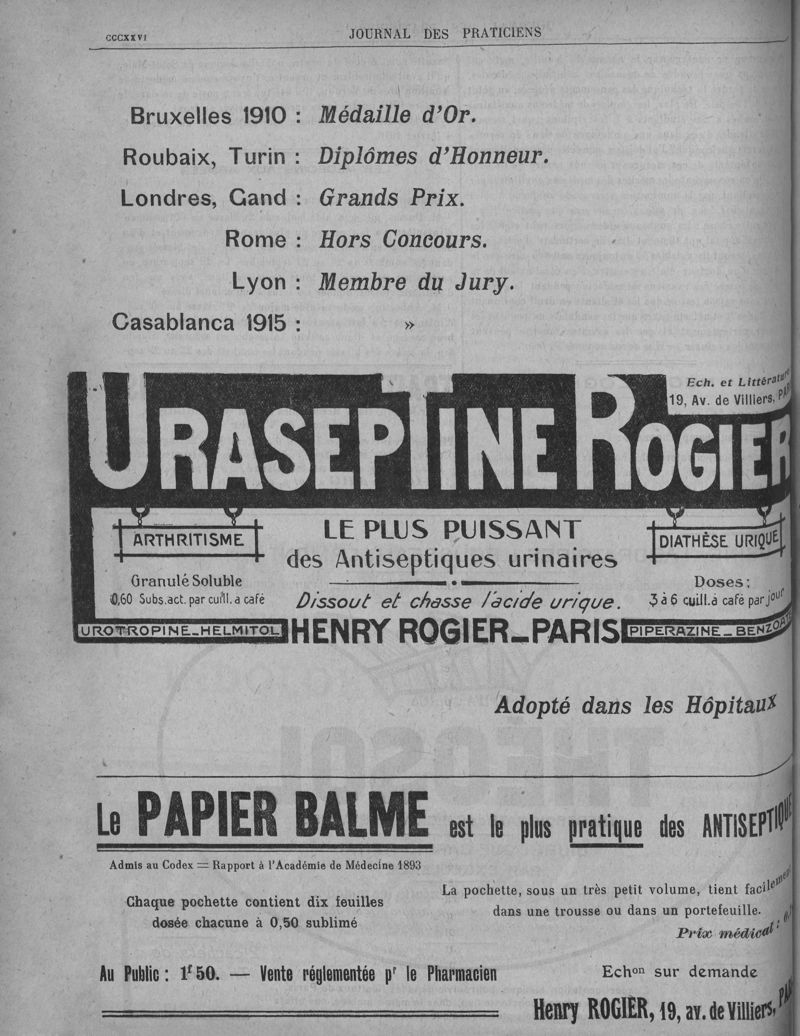 CCCXXVI
JOURNAL DES PRATICIENS
Bruxelles 1910 : Médaille d'Or.
Roubaix, Turin : Diplômes d'Honneur.
Londres, Gand : Grands Prix.
Rome : Hors Concours.
Lyon : Membre du Jury.
Casablanca 1915 : »
Ech. et Littérature
19, Av. de Villiers,
URASEPTINE ROGIER
ARTHRITISME
Granulé Soluble
0,60 Subs. act. par cuill. à café
LE PLUS PUISSANT
des Antiseptiques urinaires
Dissout et chasse l'acide urique.
DIATHÈSE URIQUE
Doses :
3 à 6 cuill. à café par jour
UROTROPINE_HELMITOL
HENRY ROGIER_PARIS
PIPERAZINE_
Adopté dans les Hôpitaux
Le PAPIER BALME est le plus pratique des ANTISEPTIQUE
Admis au Codex = Rapport à l'Académie de Médecine 1893
Chaque pochette contient dix feuilles
dosée chacune à 0,50 sublimé
La pochette, sous un très petit volume, tient
dans une trousse ou dans un portefeuille.
Prix médical :
Au Public : 1f 50. — Vente réglementée pr le Pharmacien
Echon sur demande
Henry ROGIER, 19, av. de Villiers,